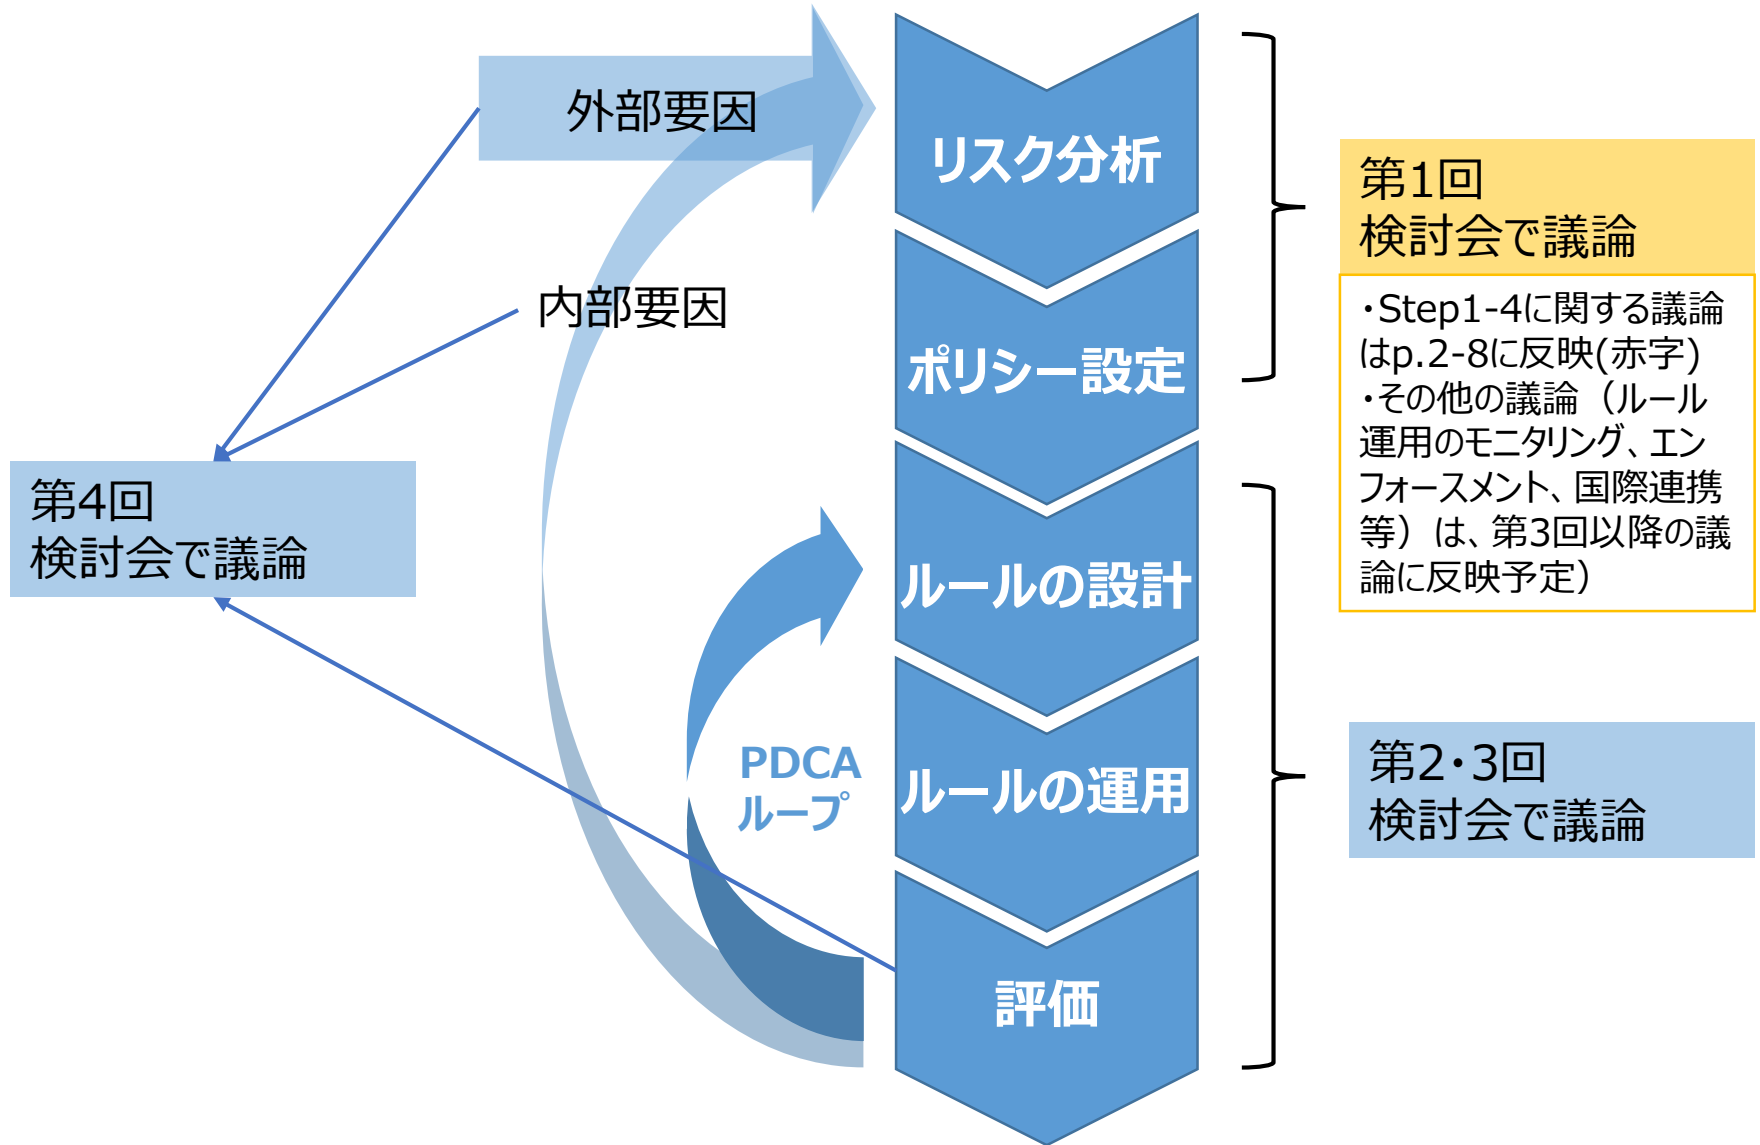 外部要因
内部要因
第4回
検討会で議論
PDCA
ループ
リスク分析
ポリシー設定
ルールの設計
ルールの運用
評価
第1回
検討会で議論
・Step1-4に関する議論
はp.2-8に反映(赤字)
・その他の議論（ルール
運用のモニタリング、エン
フォースメント、国際連携
等）は、第3回以降の議
論に反映予定）
第2・3回
検討会で議論